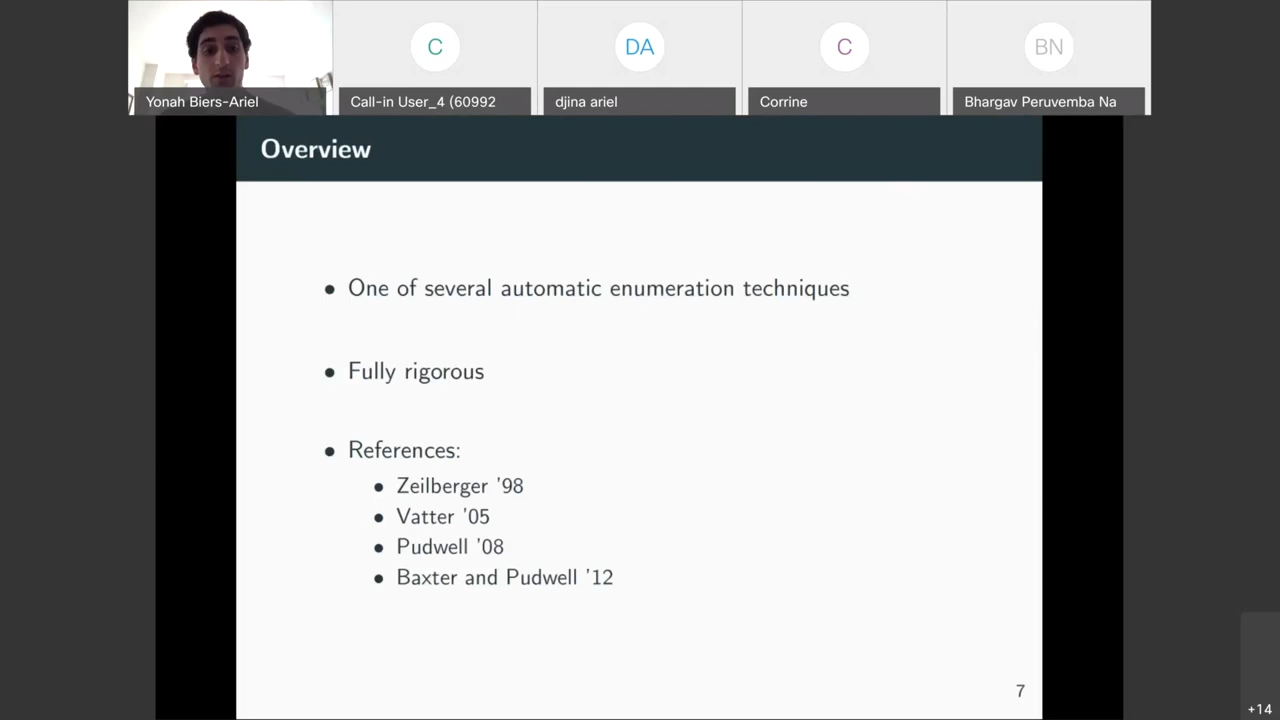 C
DA
C
BN
Yonah Biers-Ariel
Call-in User_4 (60992
djina ariel
Corrine
Bhargav Peruvemba Na
Overview
• One of several automatic enumeration techniques
• Fully rigorous
• References:
• Zeilberger '98
• Vatter '05
• Pudwell '08
• Baxter and Pudwell '12
7
+14